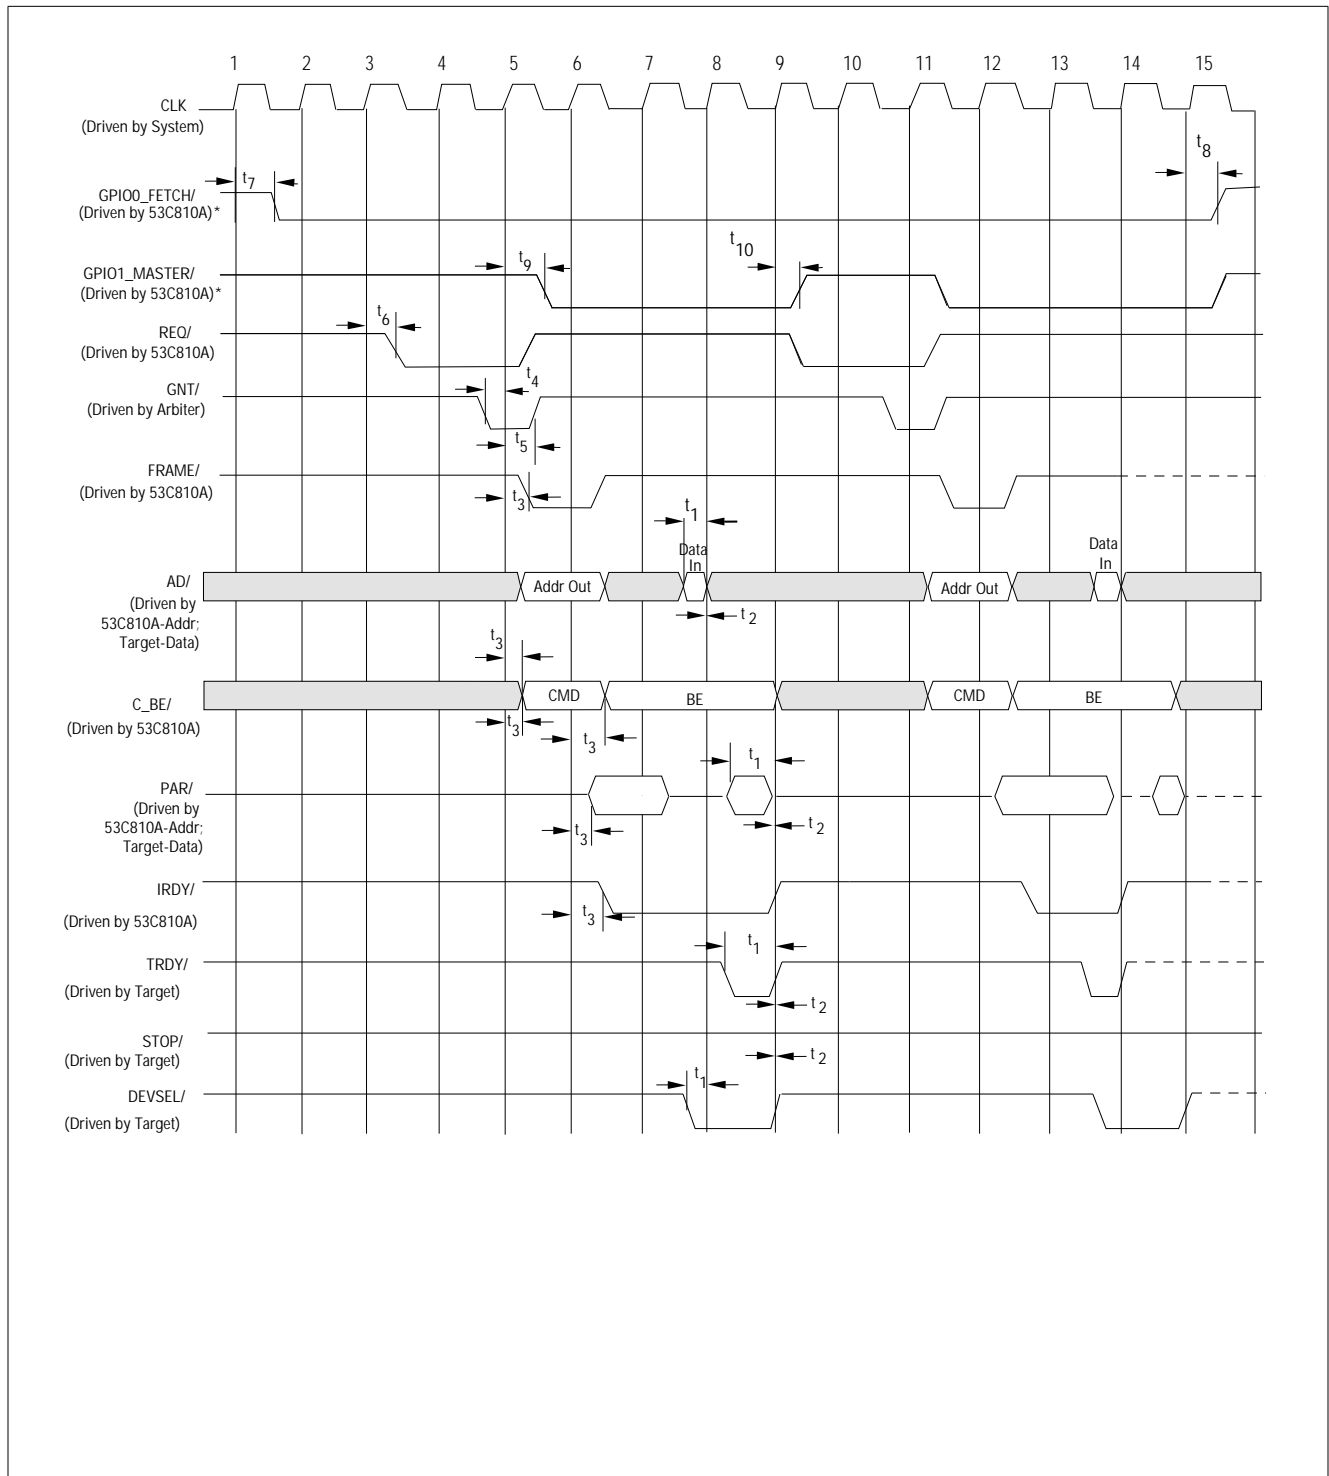 1 2 3 4 5 6 7 8 9 10 11 12 13 14 15
CLK
(Driven by System)
t8
t7
GPIO0_FETCH/
(Driven by 53C810A)*
t10
t9
GPIO1_MASTER/
(Driven by 53C810A)*
t6
REQ/
(Driven by 53C810A)
t4
GNT/
(Driven by Arbiter)
t5
FRAME/
(Driven by 53C810A)
t3
t1
Data
In
Data
In
AD/
(Driven by
53C810A-Addr;
Target-Data)
Addr Out
Addr Out
t2
t3
C_BE/
(Driven by 53C810A)
CMD
BE
CMD
BE
t3
t3
t1
PAR/
(Driven by
53C810A-Addr;
Target-Data)
t3
t2
IRDY/
(Driven by 53C810A)
t3
t1
TRDY/
(Driven by Target)
t2
STOP/
(Driven by Target)
t2
t1
DEVSEL/
(Driven by Target)